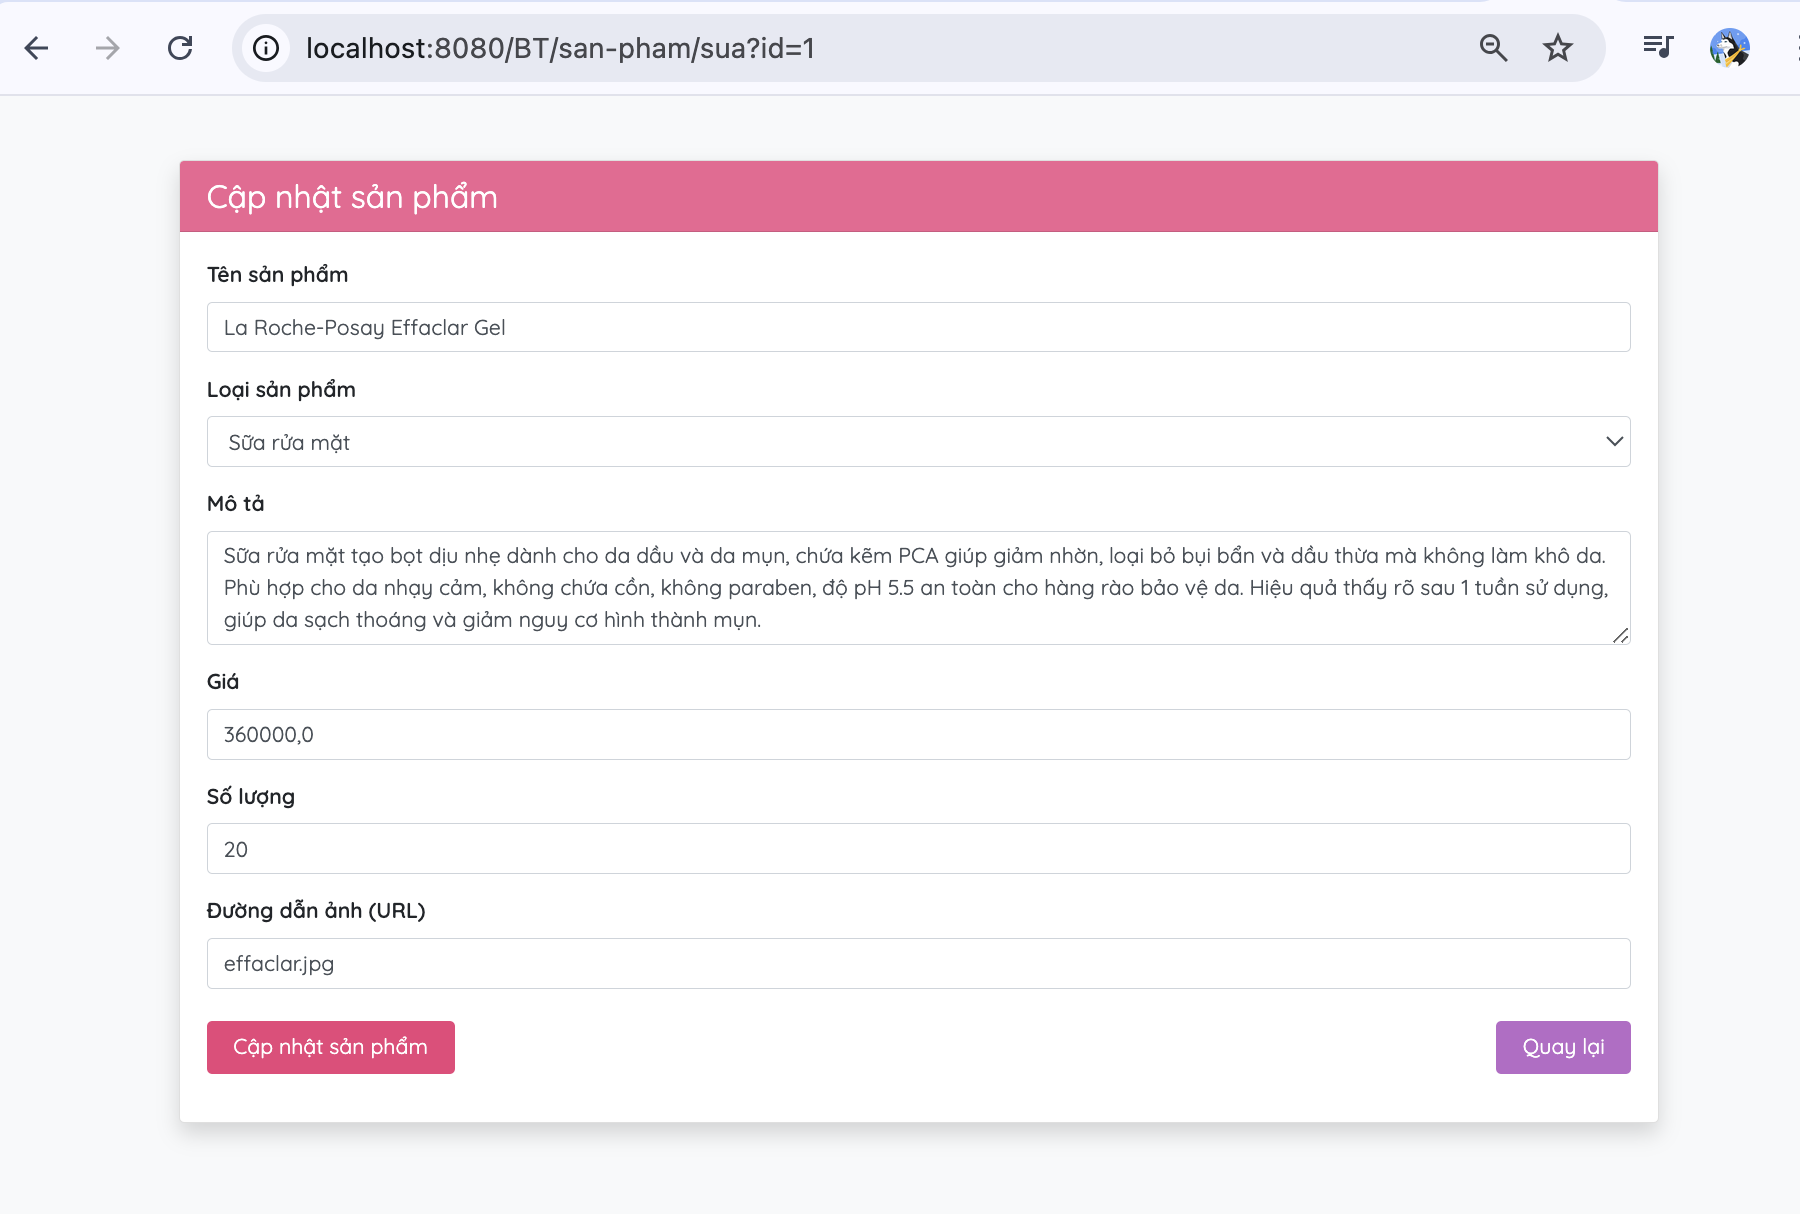 localhost:8080/BT/san-pham/sua?id=1
Cập nhật sản phẩm
Tên sản phẩm
La Roche-Posay Effaclar Gel
Loại sản phẩm
Sữa rửa mặt
Mô tả
Sữa rửa mặt tạo bọt dịu nhẹ dành cho da dầu và da mụn, chứa kẽm PCA giúp giảm nhờn, loại bỏ bụi bẩn và dầu thừa mà không làm khô da.
Phù hợp cho da nhạy cảm, không chứa cồn, không paraben, độ pH 5.5 an toàn cho hàng rào bảo vệ da. Hiệu quả thấy rõ sau 1 tuần sử dụng,
giúp da sạch thoáng và giảm nguy cơ hình thành mụn.
Giá
360000,0
Số lượng
20
Đường dẫn ảnh (URL)
effaclar.jpg
Cập nhật sản phẩm
Quay lại